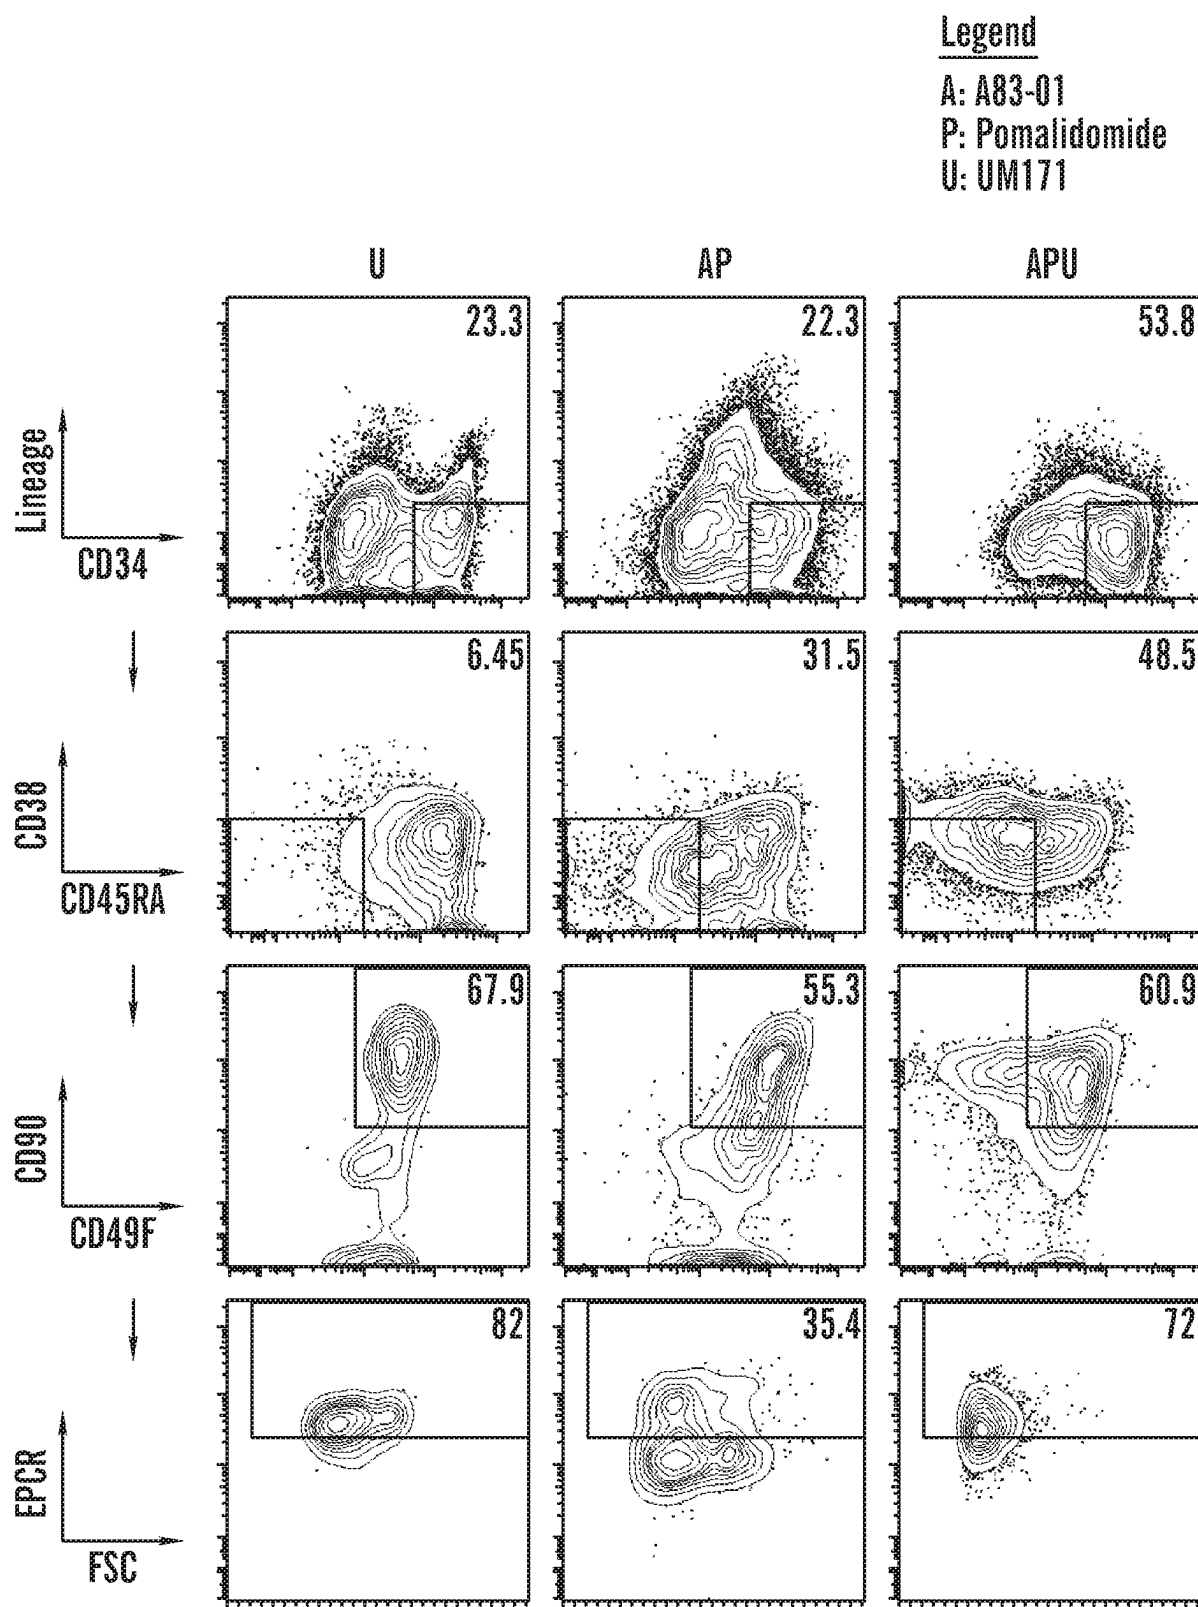 Legend
A: A83-01
P: Pomalidomide
U: UM171
U AP APU
23.3 22.3 53.8
Lineage
CD34
6.45 31.5 48.5
CD38
CD45RA
67.9 55.3 60.9
CD90
CD49F
82 35.4 72
EPCR
FSC